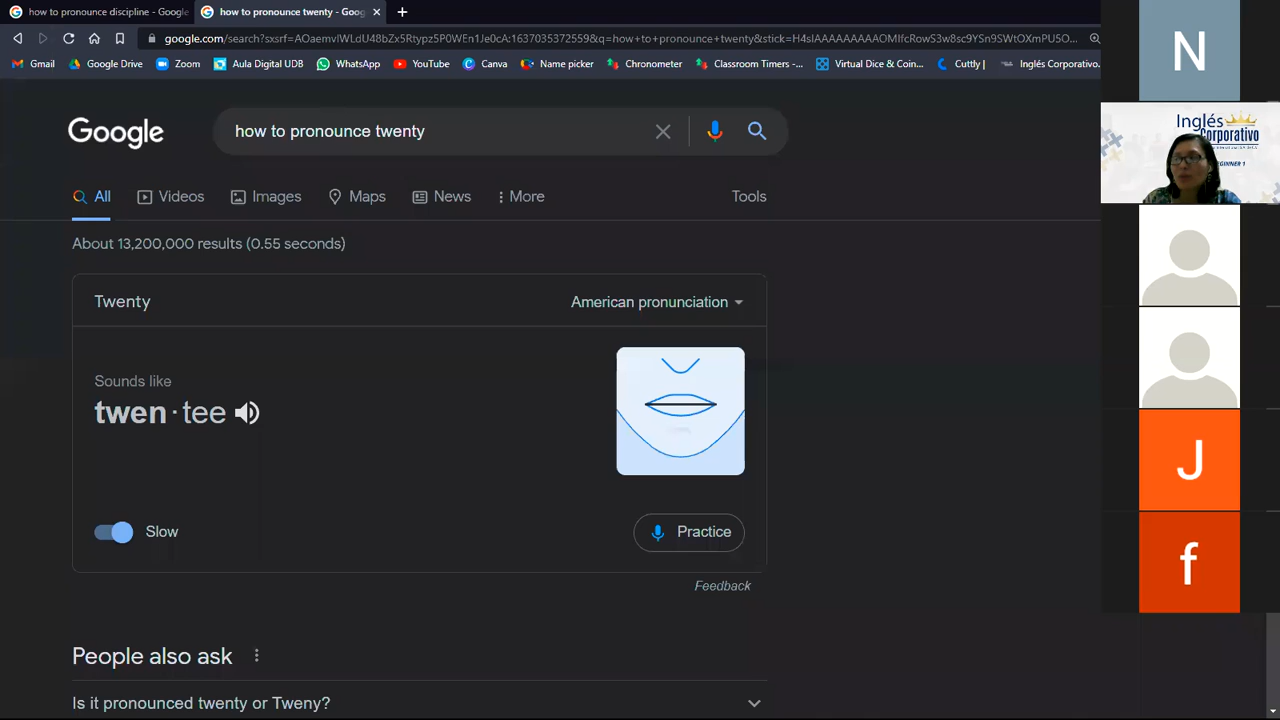 how to pronounce discipline - Google
how to pronounce twenty - Goog
google.com/search?sxsrf=AOaemvIWLdU48bZx5Rtypz5P0WEn1Je0cA:1637035372559&q=how+to+pronounce+twenty&stick=H4sIAAAAAAAAAOMIfcRowS3w8sc9YSn9SWtOXmPU5O...
Gmail
Google Drive
Zoom
Aula Digital UDB
WhatsApp
YouTube
Canva
Name picker
Chronometer
Classroom Timers -...
Virtual Dice & Coin...
Cuttly |
Inglés Corporativo.
Google
how to pronounce twenty
All
Videos
Images
Maps
News
More
Tools
About 13,200,000 results (0.55 seconds)
Twenty
American pronunciation
Sounds like
twen · tee
Slow
Practice
Feedback
People also ask
Is it pronounced twenty or Tweny?
N
Inglés
Corporativo
J
f